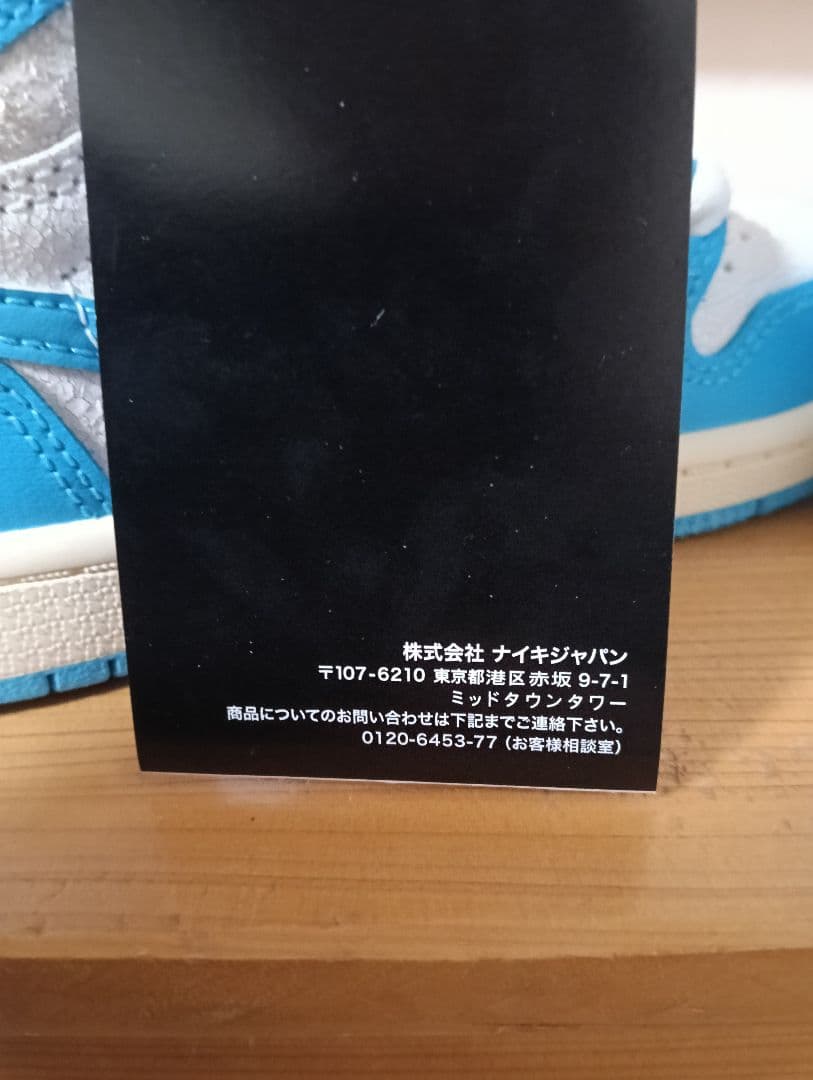 株式会社 ナイキジャパン
〒107-6210 東京都港区赤坂 9-7-1
ミッドタウンタワー
商品についてのお問い合わせは下記までご連絡下さい。
0120-6453-77（お客様相談室）